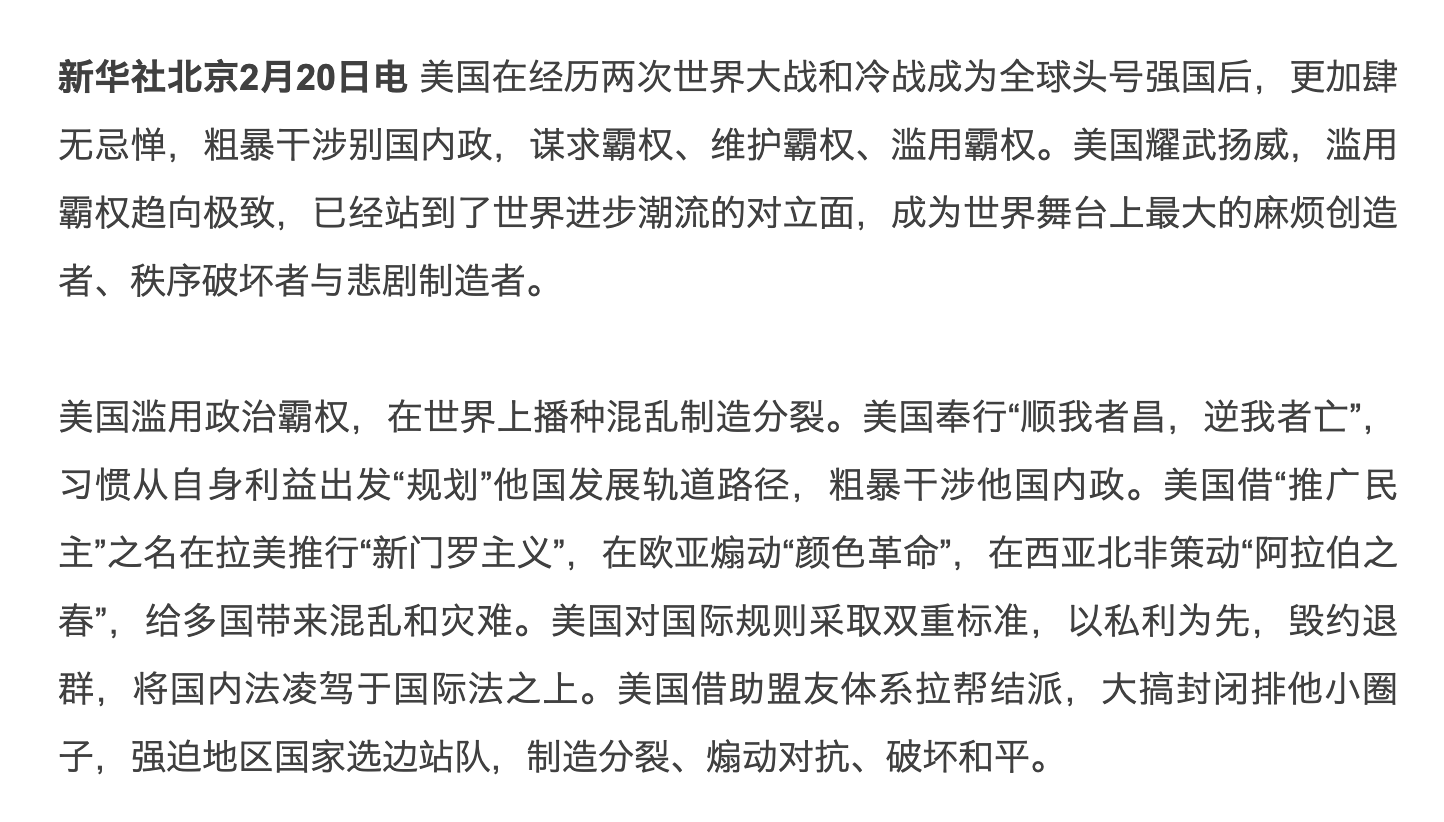 新华社北京2月20日电 美国在经历两次世界大战和冷战成为全球头号强国后，更加肆
无忌惮，粗暴干涉别国内政，谋求霸权、维护霸权、滥用霸权。美国耀武扬威，滥用
霸权趋向极致，已经站到了世界进步潮流的对立面，成为世界舞台上最大的麻烦创造
者、秩序破坏者与悲剧制造者。
美国滥用政治霸权，在世界上播种混乱制造分裂。美国奉行“顺我者昌，逆我者亡”，
习惯从自身利益出发“规划”他国发展轨道路径，粗暴干涉他国内政。美国借“推广民
主”之名在拉美推行“新门罗主义”，在欧亚煽动“颜色革命”，在西亚北非策动“阿拉伯之
春”，给多国带来混乱和灾难。美国对国际规则采取双重标准，以私利为先，毁约退
群，将国内法凌驾于国际法之上。美国借助盟友体系拉帮结派，大搞封闭排他小圈
子，强迫地区国家选边站队，制造分裂、煽动对抗、破坏和平。